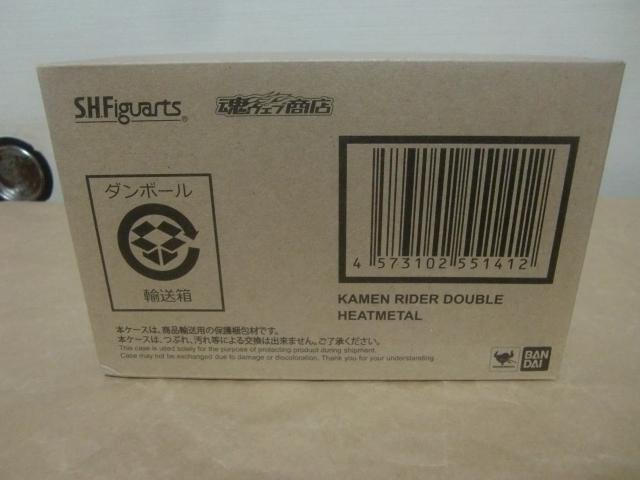 S.H.Figuarts®
魂ウェブ商店
ダンボール
輸送箱
4 573102 551412
KAMEN RIDER DOUBLE
HEATMETAL
本ケースは、商品輸送用の保護梱包材です。
本ケースは、つぶれ、汚れ等による交換は出来ません。ご了承ください。
This case is used solely for the purpose of protecting product during shipment.
Case may not be exchanged due to damage or discoloration. Thank you for your understanding
BAN
DAI